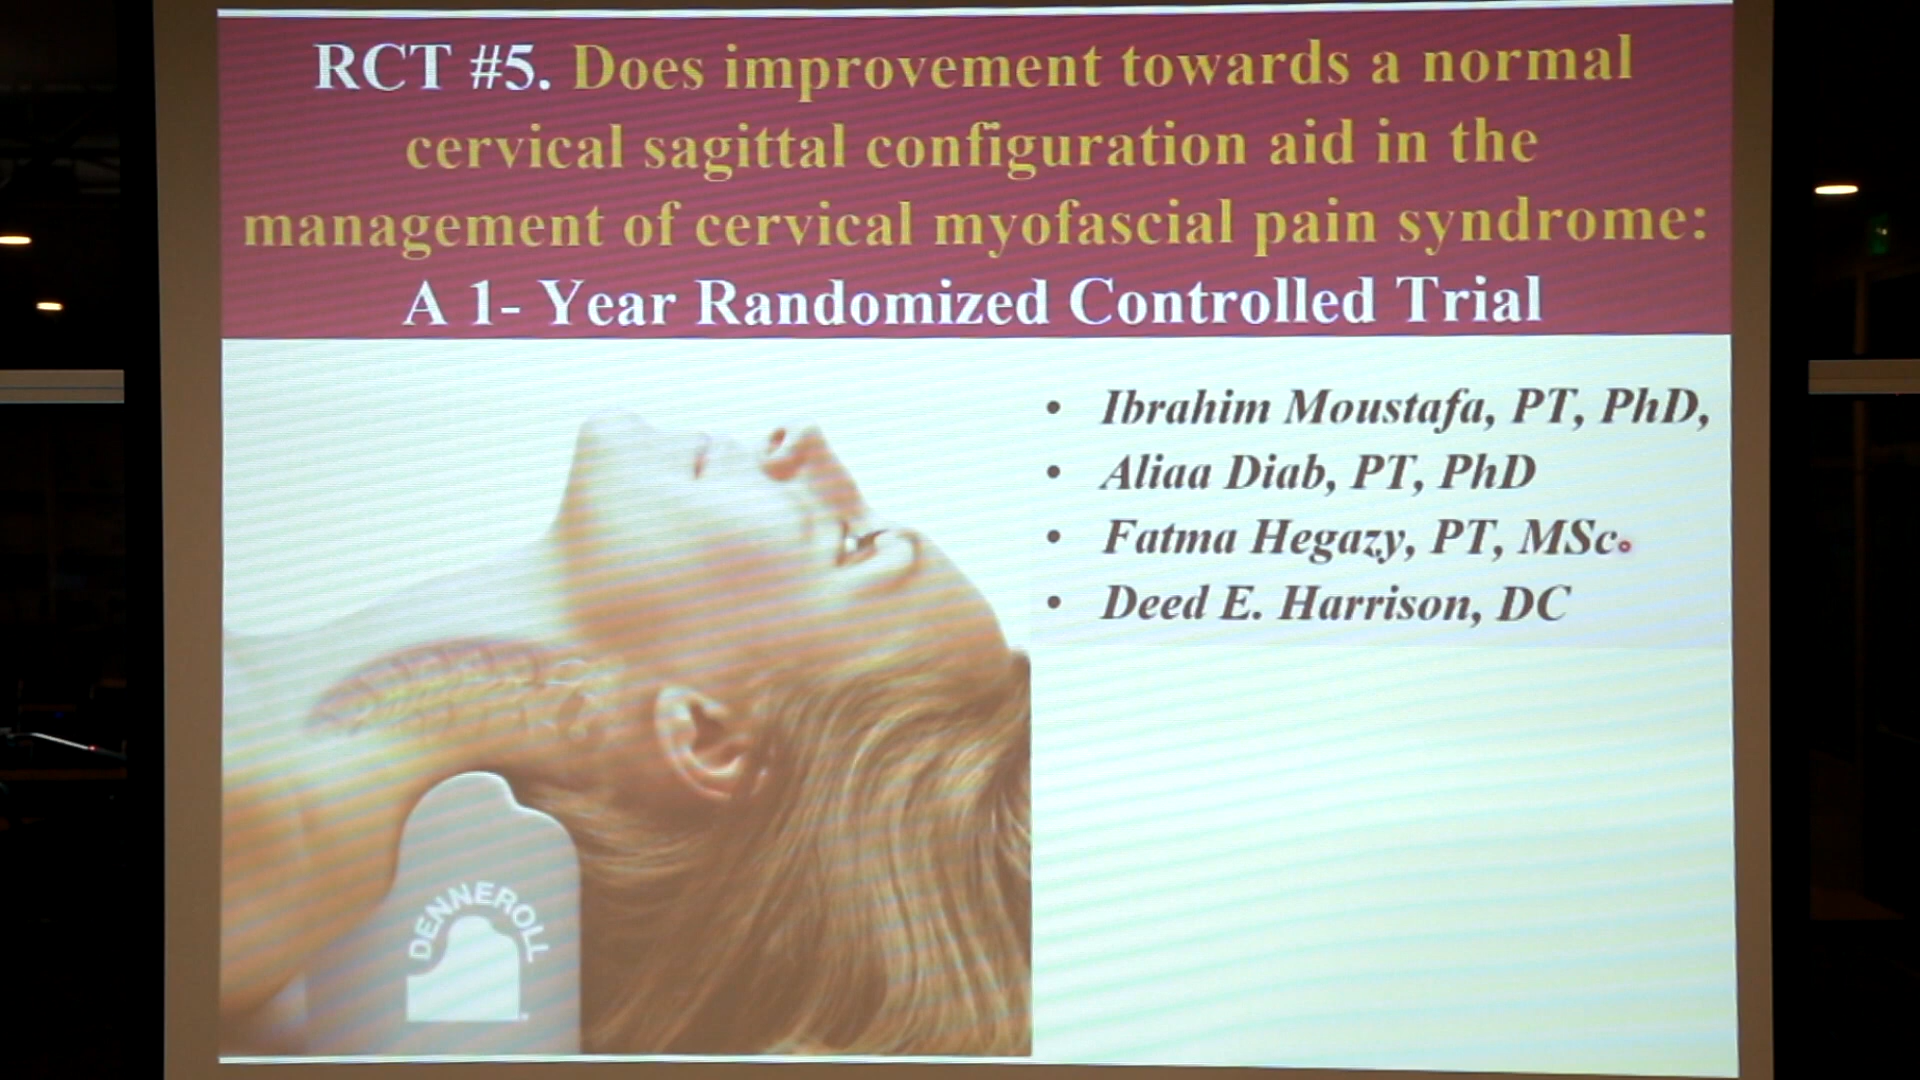 RCT #5. Does improvement towards a normal
cervical sagittal configuration aid in the
management of cervical myofascial pain syndrome:
A 1- Year Randomized Controlled Trial
• Ibrahim Moustafa, PT, PhD,
• Aliaa Diab, PT, PhD
• Fatma Hegazy, PT, MSc
• Deed E. Harrison, DC
DENNEROLL